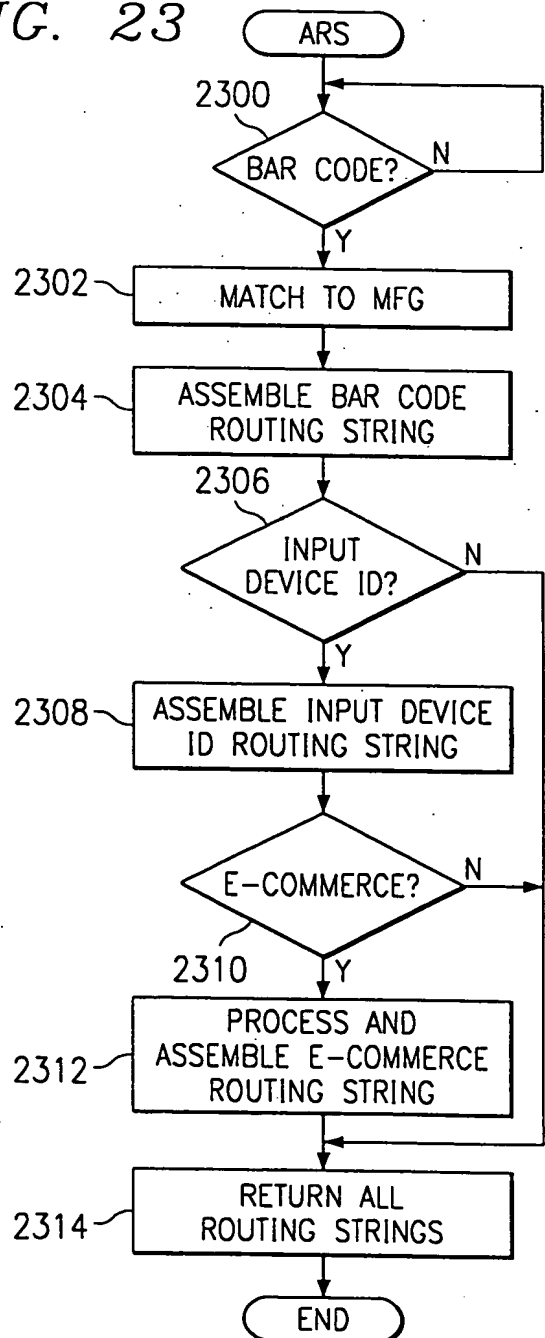 FIG. 23
ARS
2300
BAR CODE?
N
Y
2302
MATCH TO MFG
2304
ASSEMBLE BAR CODE
ROUTING STRING
2306
INPUT
DEVICE ID?
N
Y
2308
ASSEMBLE INPUT DEVICE
ID ROUTING STRING
E-COMMERCE?
N
2310
Y
2312
PROCESS AND
ASSEMBLE E-COMMERCE
ROUTING STRING
2314
RETURN ALL
ROUTING STRINGS
END